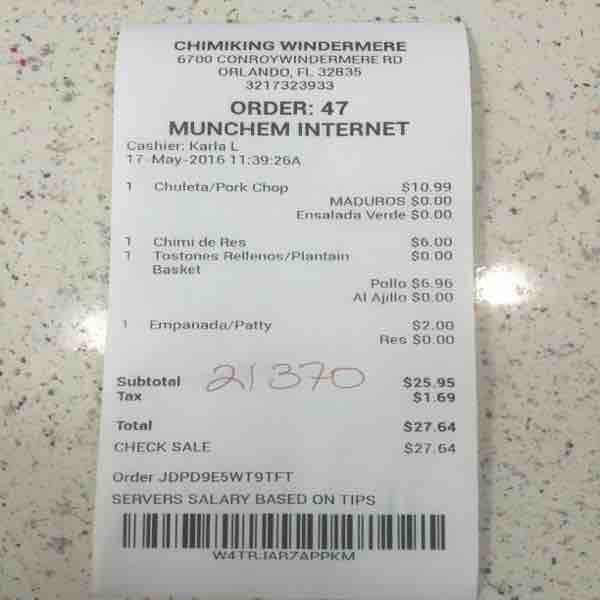 CHIMIKING WINDERMERE
6700 CONROYWINDERMERE RD
ORLANDO, FL 32835
3217323933
ORDER: 47
MUNCHEM INTERNET
Cashier: Karla L
17-May-2016 11:39:26A
1 Chuleta/Pork Chop $10.99
MADUROS $0.00
Ensalada Verde $0.00
1 Chimi de Res $6.00
1 Tostones Rellenos/Plantain $0.00
Basket
Pollo $6.96
Al Ajillo $0.00
1 Empanada/Patty $2.00
Res $0.00
21370
Subtotal $25.95
Tax $1.69
Total $27.64
CHECK SALE $27.64
Order JDPD9E5WT9TFT
SERVERS SALARY BASED ON TIPS
W4TRJARZAPPKM